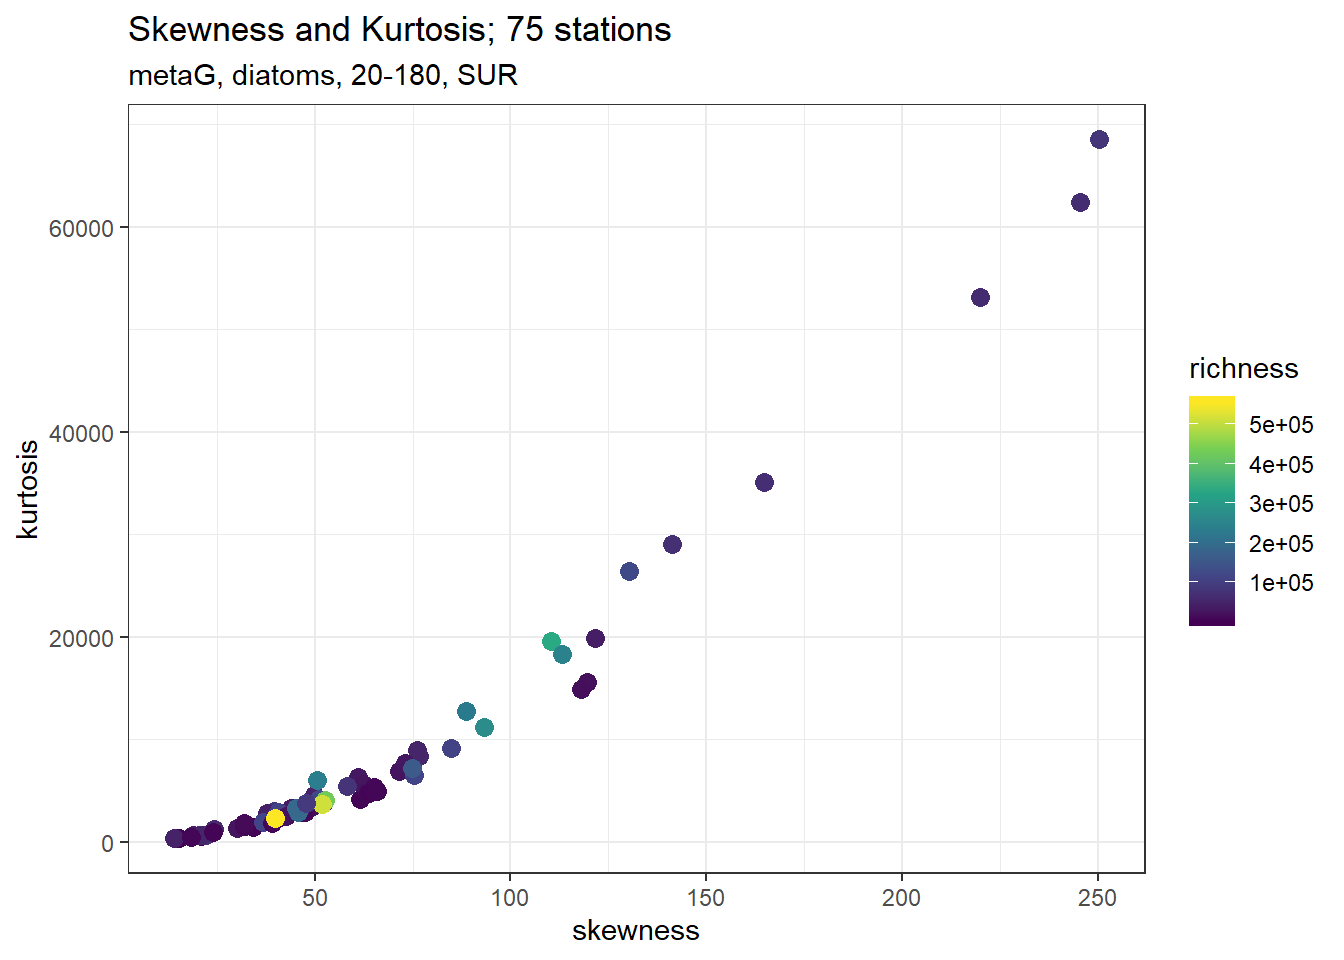 Skewness and Kurtosis; 75 stations
metaG, diatoms, 20-180, SUR
kurtosis
60000
40000
20000
0
50 100 150 200 250
skewness
richness
5e+05
4e+05
3e+05
2e+05
1e+05